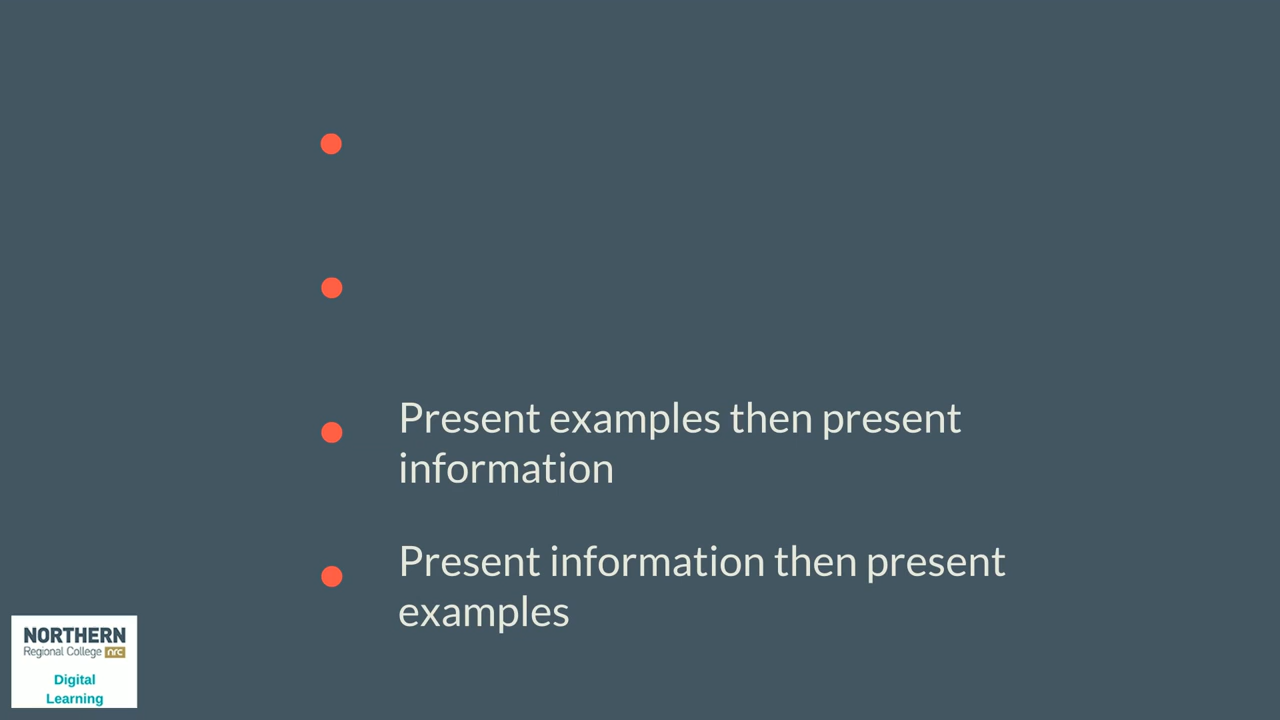 Present examples then present
information
Present information then present
examples
NORTHERN
Regional College nrc
Digital
Learning